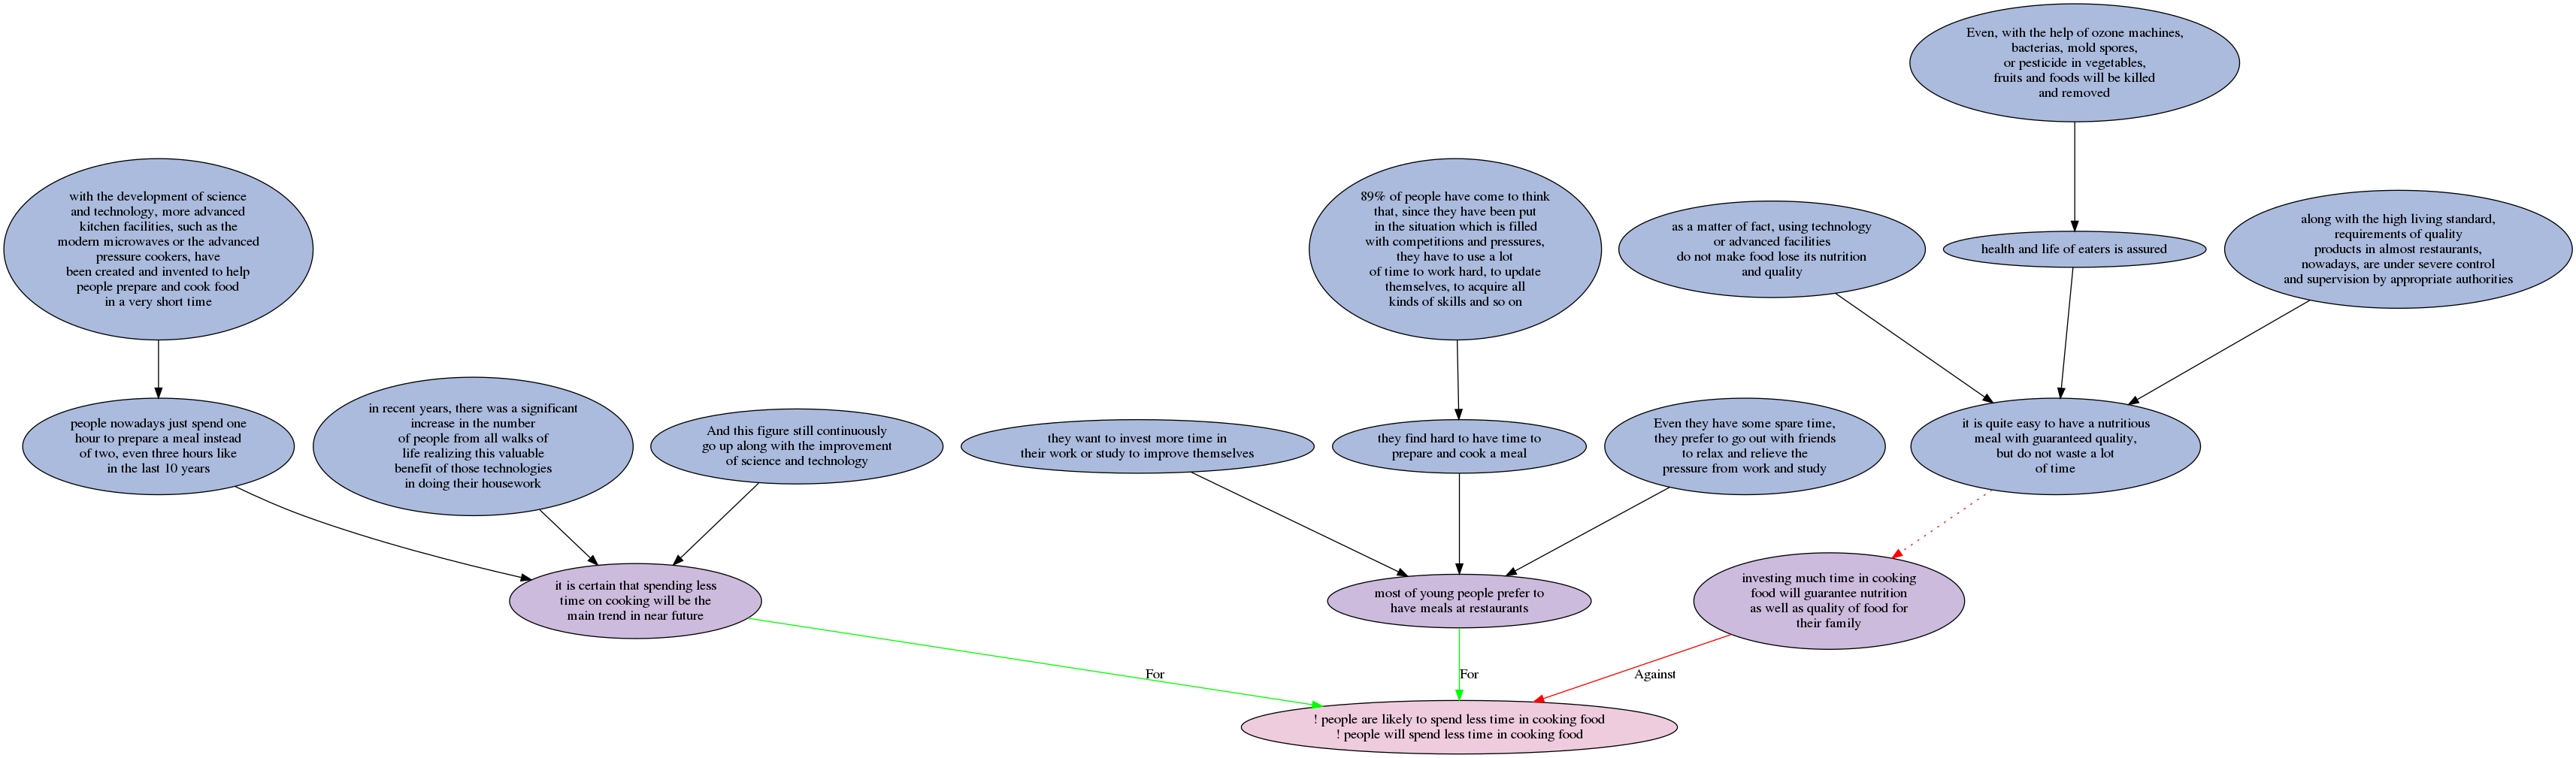 Even, with the help of ozone machines,
bacterias, mold spores,
or pesticide in vegetables,
fruits and foods will be killed
and removed
with the development of science
and technology, more advanced
kitchen facilities, such as the
modern microwaves or the advanced
pressure cookers, have
been created and invented to help
people prepare and cook food
in a very short time
89% of people have come to think
that, since they have been put
in the situation which is filled
with competitions and pressures,
they have to use a lot
of time to work hard, to update
themselves, to acquire all
kinds of skills and so on
as a matter of fact, using technology
or advanced facilities
do not make food lose its nutrition
and quality
health and life of eaters is assured
along with the high living standard,
requirements of quality
products in almost restaurants,
nowadays, are under severe control
and supervision by appropriate authorities
people nowadays just spend one
hour to prepare a meal instead
of two, even three hours like
in the last 10 years
in recent years, there was a significant
increase in the number
of people from all walks of
life realizing this valuable
benefit of those technologies
in doing their housework
And this figure still continuously
go up along with the improvement
of science and technology
they want to invest more time in
their work or study to improve themselves
they find hard to have time to
prepare and cook a meal
Even they have some spare time,
they prefer to go out with friends
to relax and relieve the
pressure from work and study
it is quite easy to have a nutritious
meal with guaranteed quality,
but do not waste a lot
of time
it is certain that spending less
time on cooking will be the
main trend in near future
most of young people prefer to
have meals at restaurants
investing much time in cooking
food will guarantee nutrition
as well as quality of food for
their family
For
For
Against
! people are likely to spend less time in cooking food
! people will spend less time in cooking food